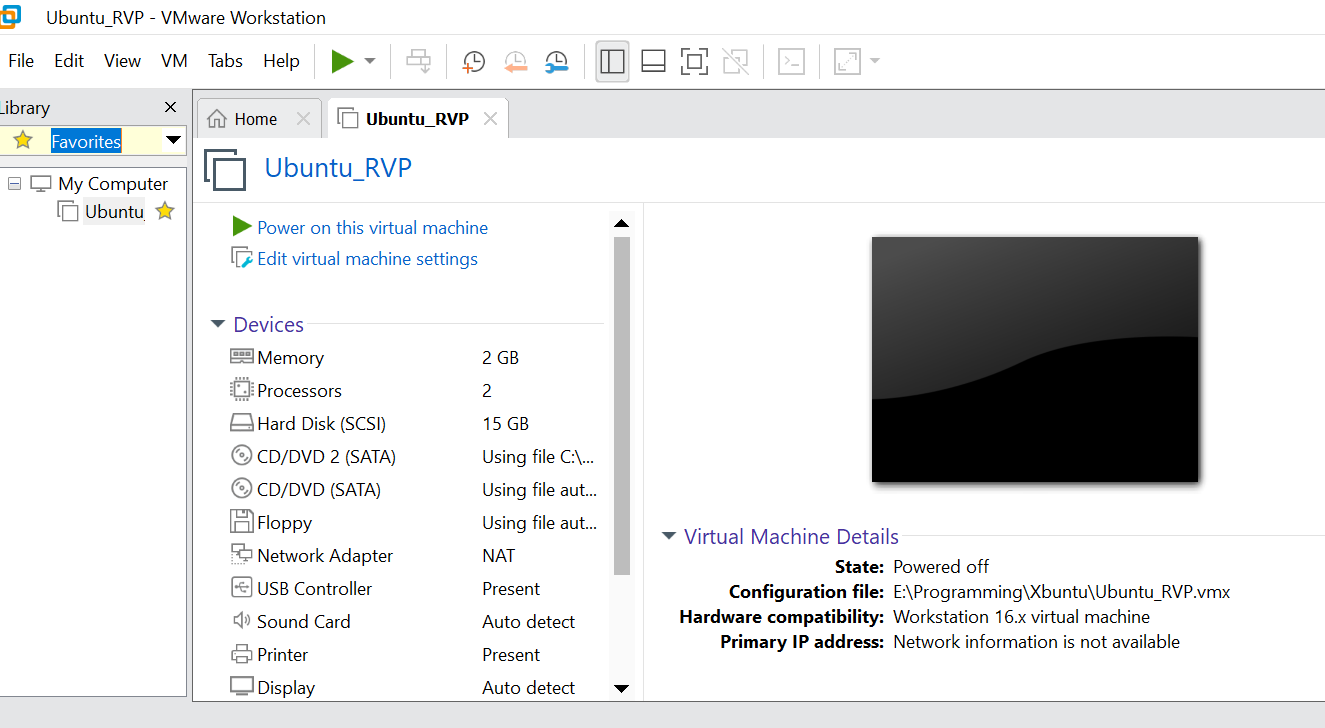 Ubuntu_RVP - VMware Workstation
File Edit View VM Tabs Help
Library
Home
Ubuntu_RVP
Favorites
My Computer
Ubuntu_
Ubuntu_RVP
Power on this virtual machine
Edit virtual machine settings
Devices
Memory 2 GB
Processors 2
Hard Disk (SCSI) 15 GB
CD/DVD 2 (SATA) Using file C:\...
CD/DVD (SATA) Using file aut...
Floppy Using file aut...
Network Adapter NAT
USB Controller Present
Sound Card Auto detect
Printer Present
Display Auto detect
Virtual Machine Details
State: Powered off
Configuration file: E:\Programming\Xbuntu\Ubuntu_RVP.vmx
Hardware compatibility: Workstation 16.x virtual machine
Primary IP address: Network information is not available